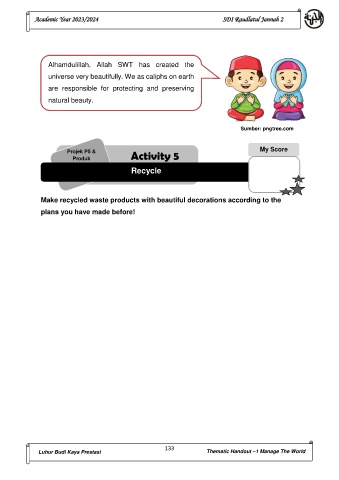 Academic Year 2023/2024 SDI Raudlatul Jannah 2
Alhamdulillah, Allah SWT has created the
universe very beautifully. We as caliphs on earth
are responsible for protecting and preserving
natural beauty.
Sumber: pngtree.com
Projek P5 &
Produk
Activity 5
My Score
Recycle
Make recycled waste products with beautiful decorations according to the
plans you have made before!
Luhur Budi Kaya Prestasi 133 Thematic Handout –1 Manage The World